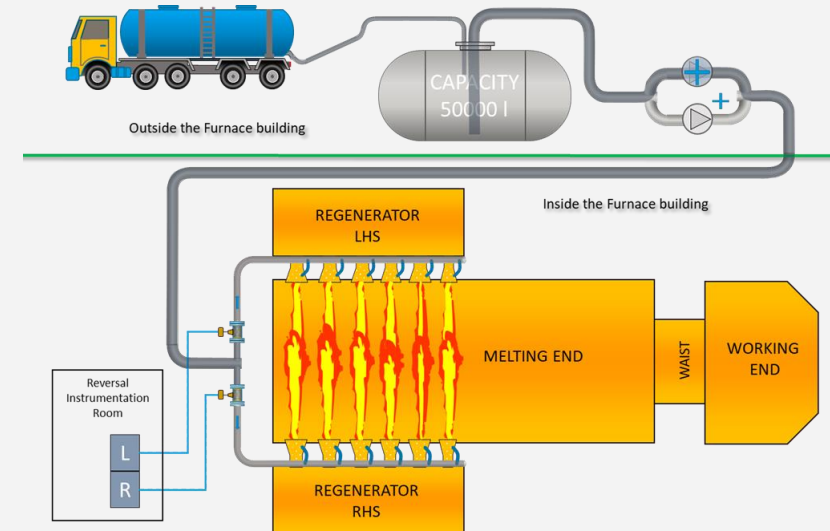 CAPACITY
50000 l
Outside the Furnace building
Inside the Furnace building
REGENERATOR
LHS
MELTING END
WAIST
WORKING
END
Reversal
Instrumentation
Room
L
R
REGENERATOR
RHS